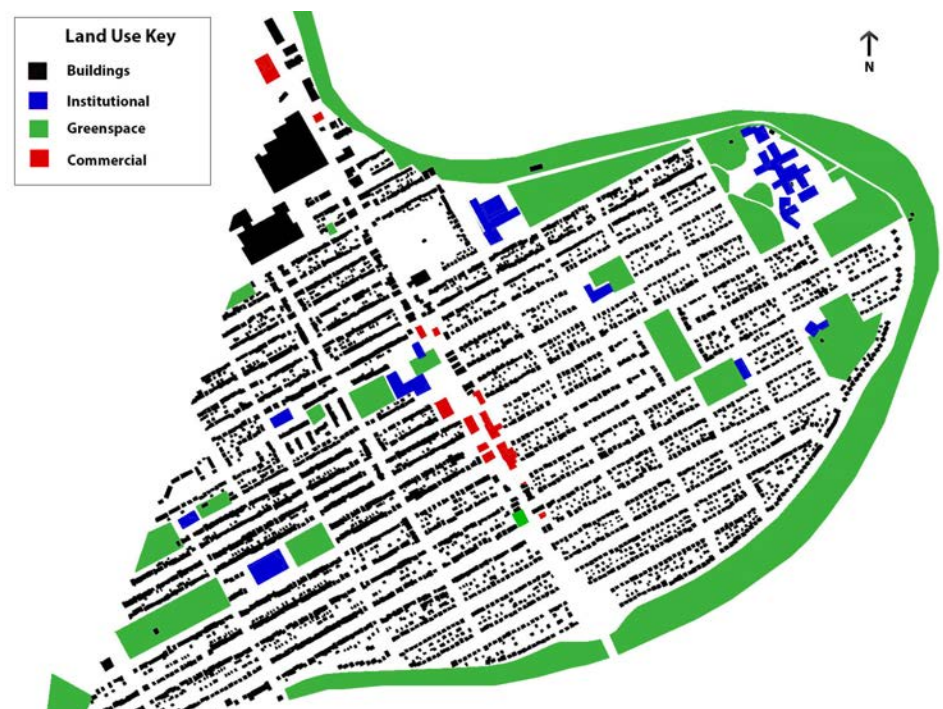 Land Use Key
Buildings
Institutional
Greenspace
Commercial
N